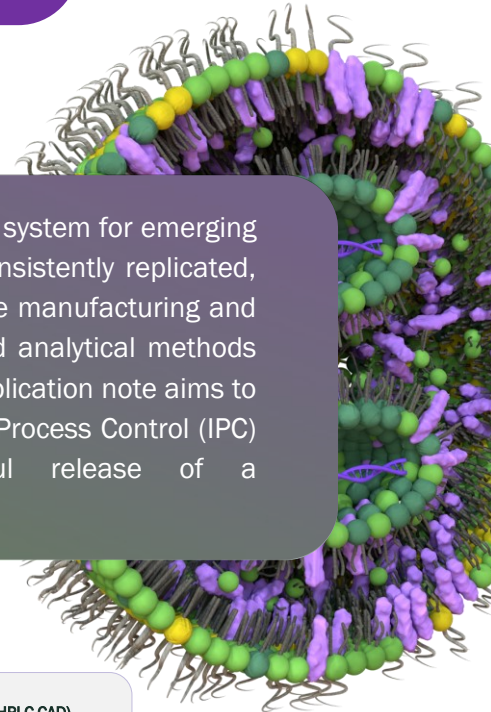 system for emerging
nsistently replicated,
e manufacturing and
d analytical methods
plication note aims to
Process Control (IPC)
ul release of a
HPLC CAD)